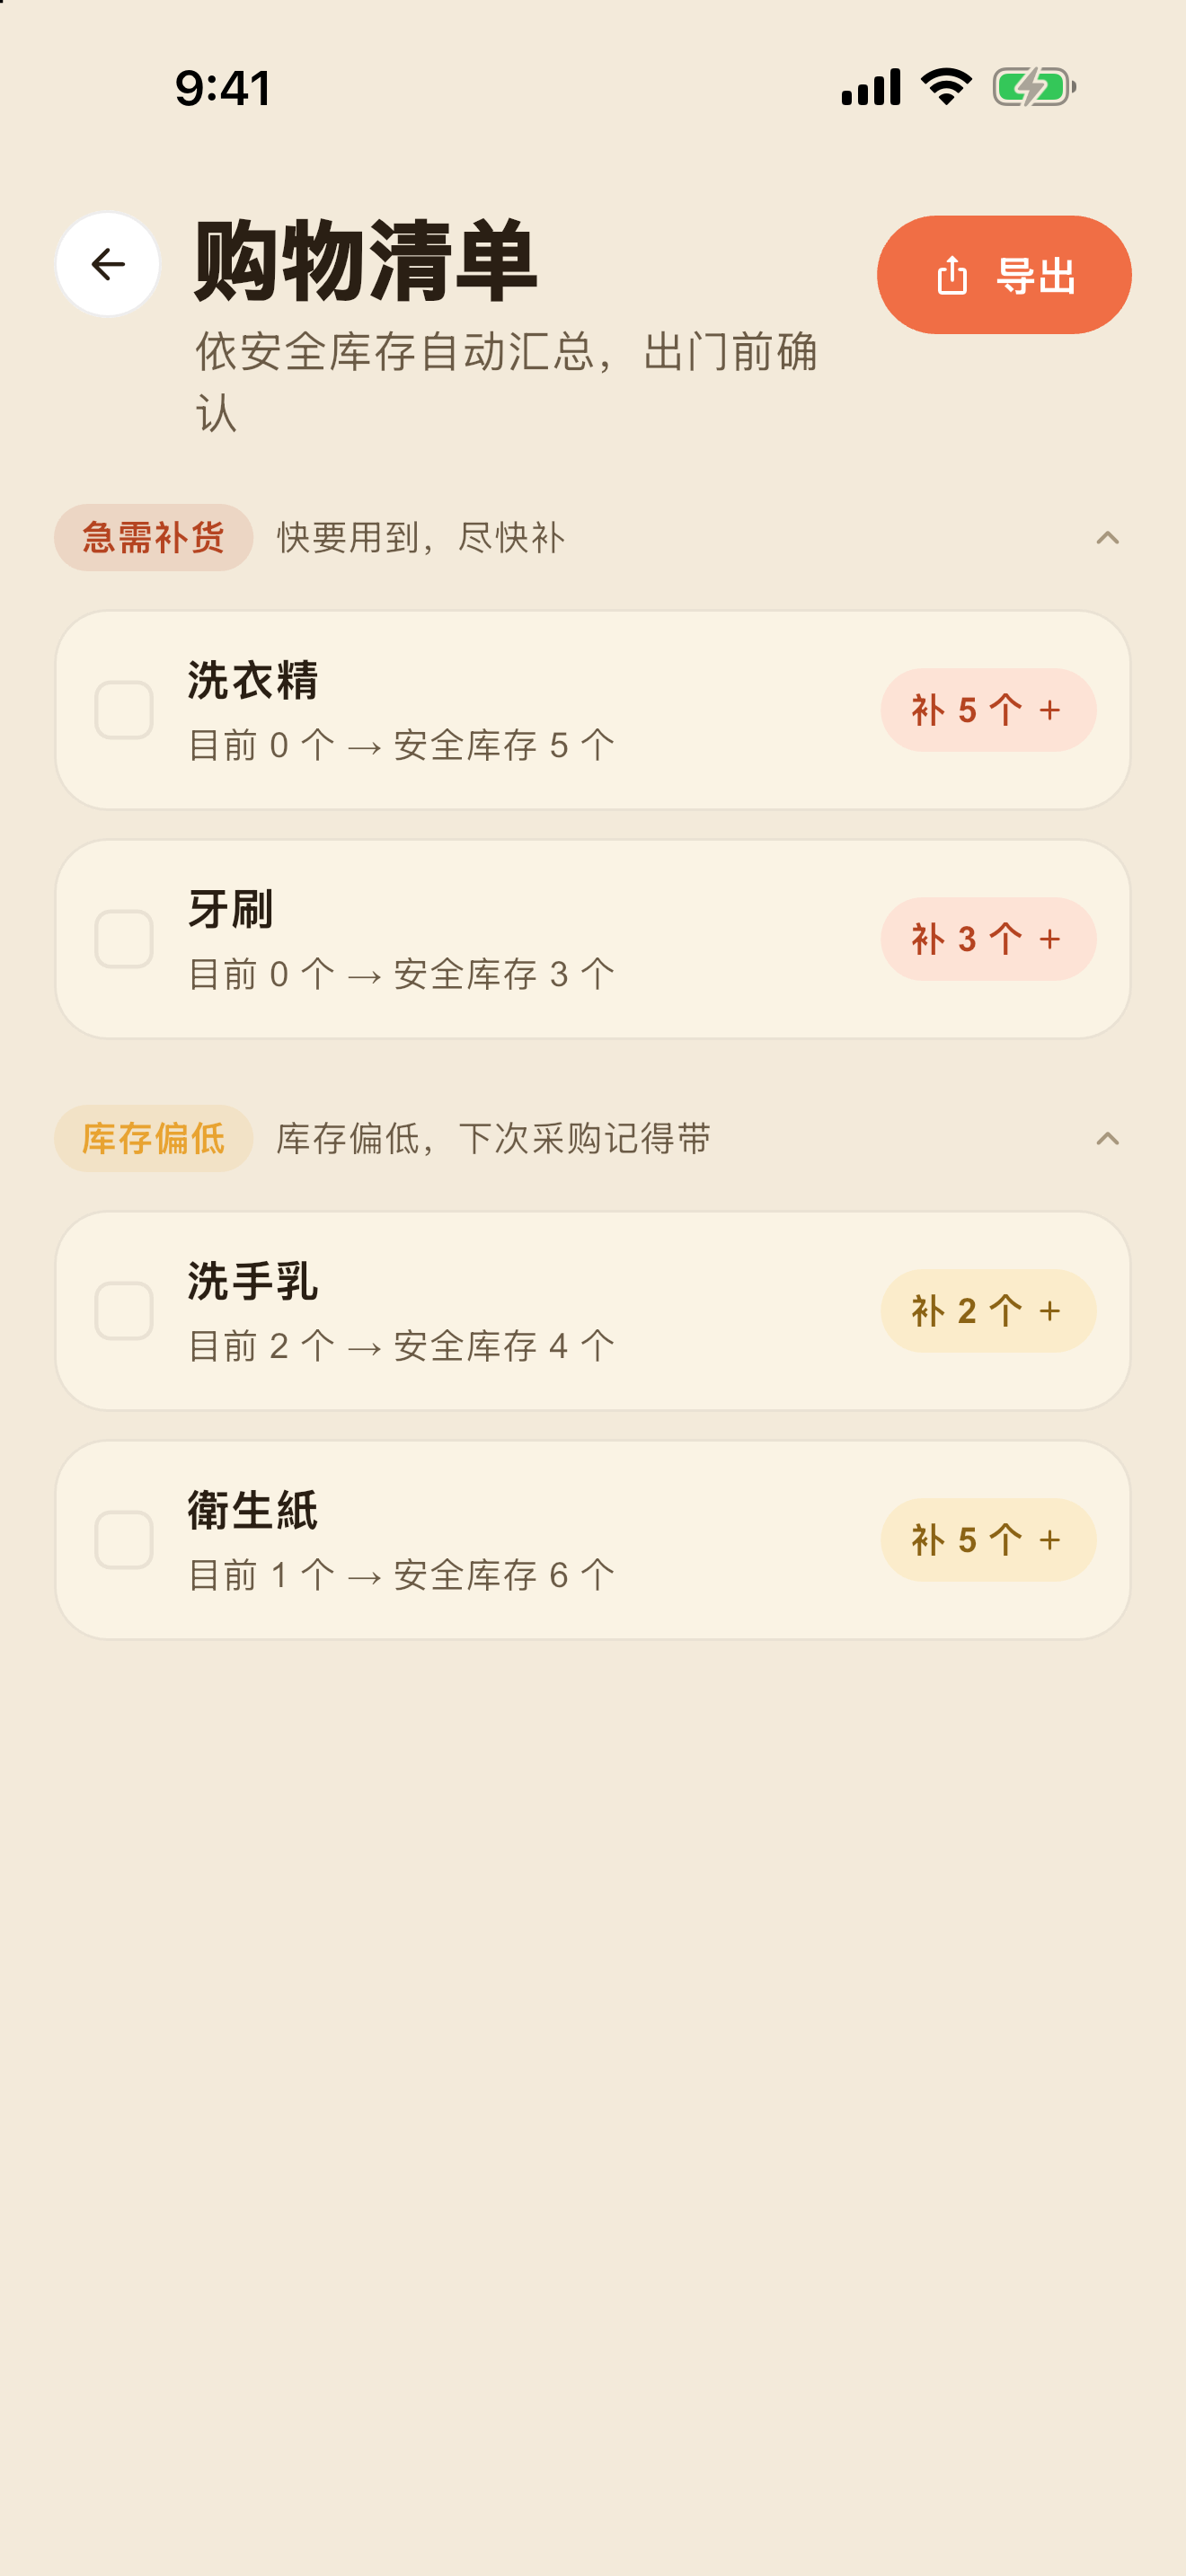 9:41
购物清单
导出
依安全库存自动汇总，出门前确
认
急需补货 快要用到，尽快补
洗衣精
目前 0 个 → 安全库存 5 个
补 5 个 +
牙刷
目前 0 个 → 安全库存 3 个
补 3 个 +
库存偏低 库存偏低，下次采购记得带
洗手乳
目前 2 个 → 安全库存 4 个
补 2 个 +
衛生紙
目前 1 个 → 安全库存 6 个
补 5 个 +